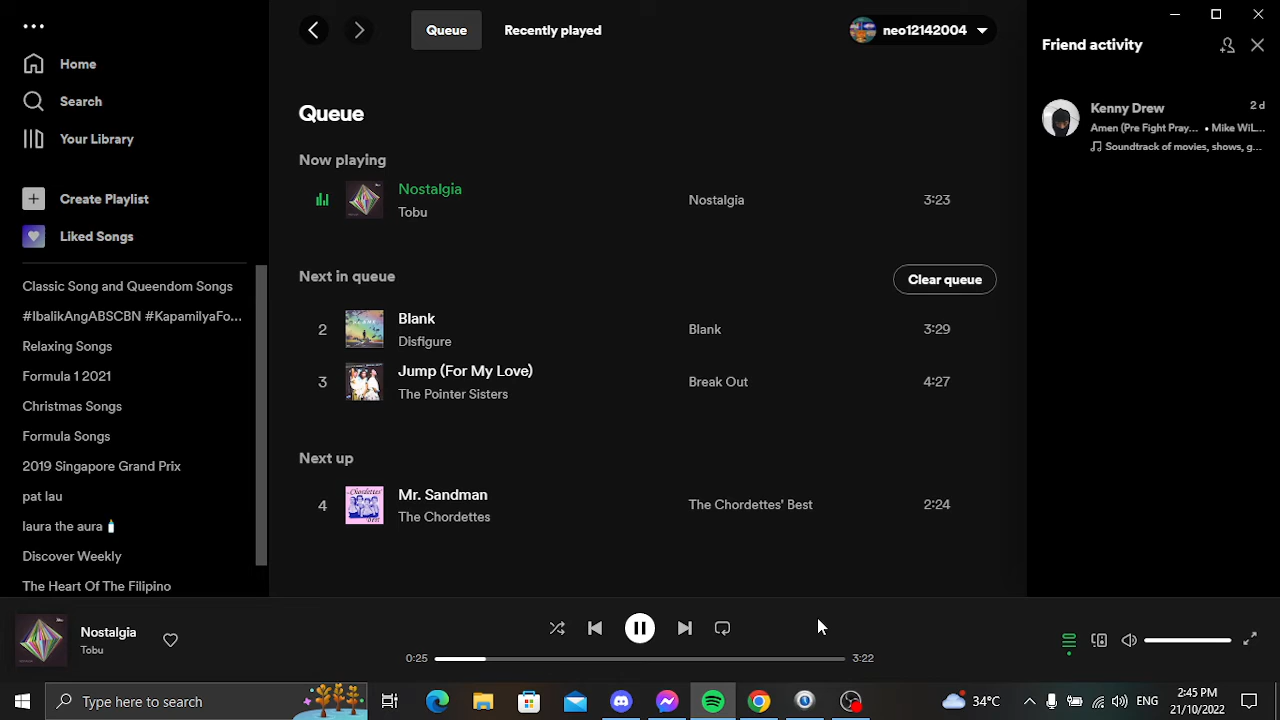 Home
Search
Your Library
Create Playlist
Liked Songs
Classic Song and Queendom Songs
#IbalikAngABSCBN #KapamilyaFo...
Relaxing Songs
Formula 1 2021
Christmas Songs
Formula Songs
2019 Singapore Grand Prix
pat lau
laura the aura
Discover Weekly
The Heart Of The Filipino
Queue Recently played
neo12142004
Queue
Now playing
Nostalgia
Tobu
Nostalgia
3:23
Next in queue
Clear queue
2
Blank
Disfigure
Blank
3:29
3
Jump (For My Love)
The Pointer Sisters
Break Out
4:27
Next up
4
Mr. Sandman
The Chordettes
The Chordettes' Best
2:24
Friend activity
Kenny Drew
2 d
Amen (Pre Fight Pray... • Mike WiL...
Soundtrack of movies, shows, g...
Nostalgia
Tobu
0:25
3:22
Type here to search
34°C
ENG
2:45 PM
21/10/2022